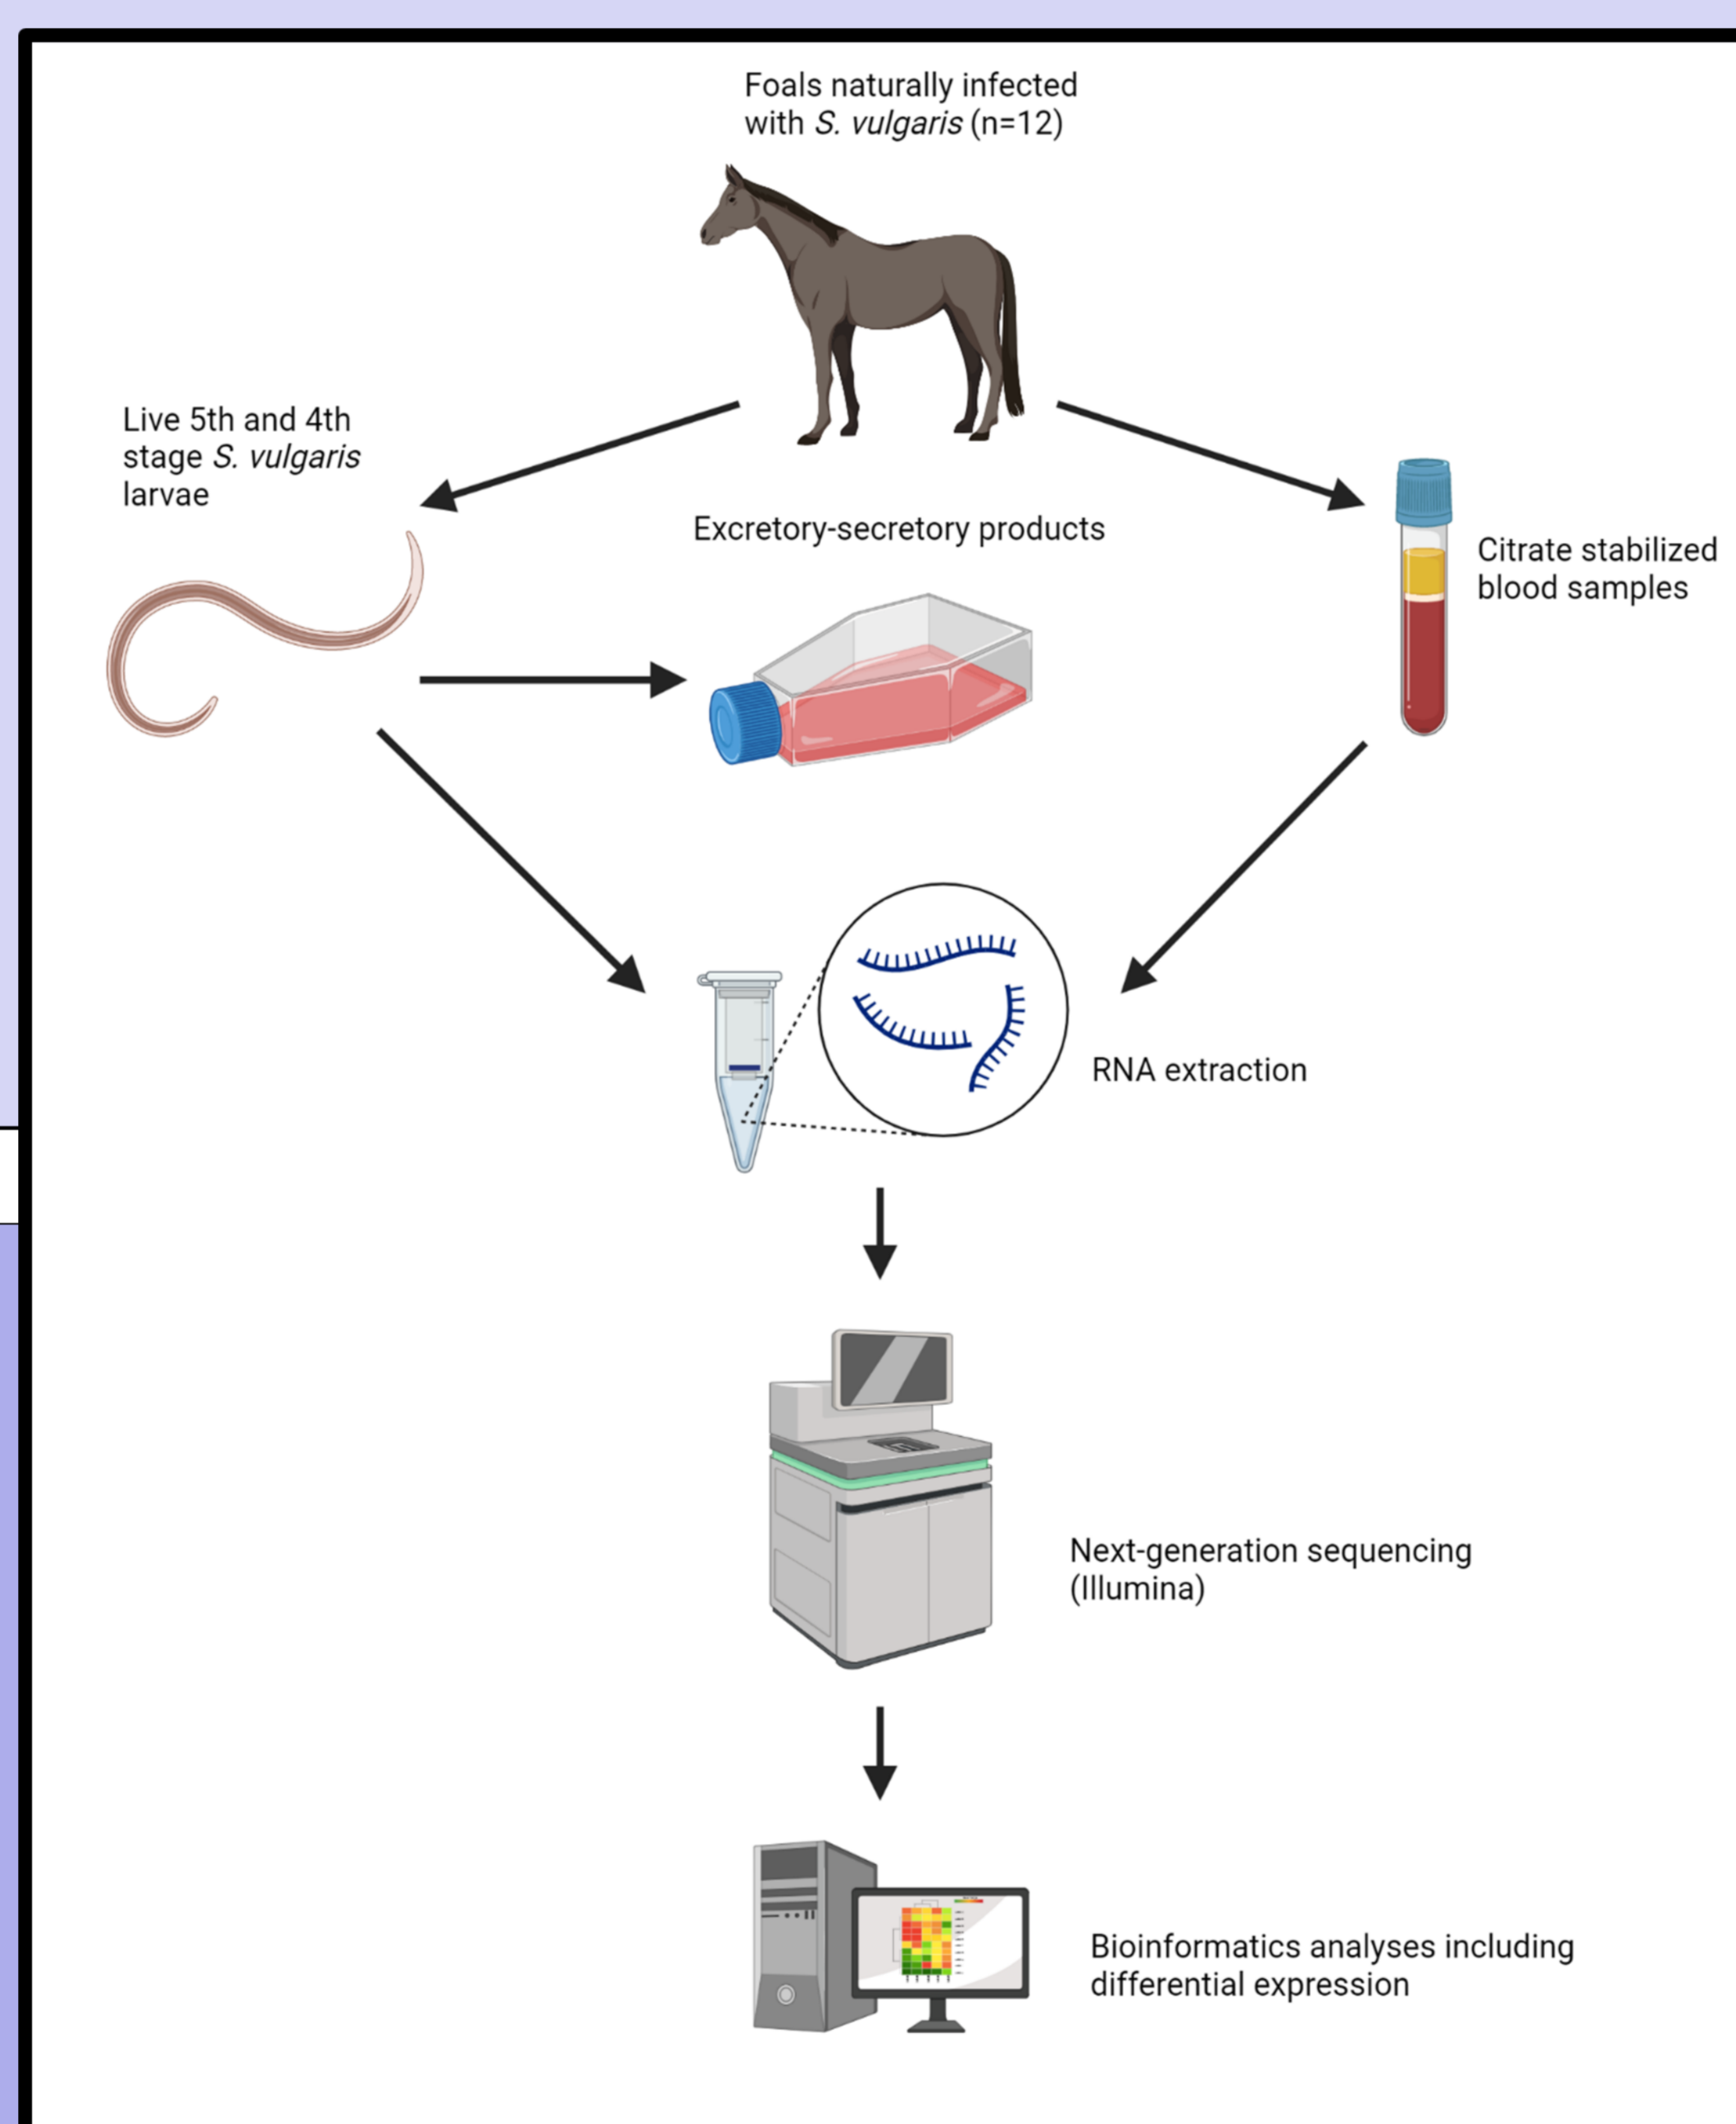 Foals naturally infected
with S. vulgaris (n=12)
Live 5th and 4th
stage S. vulgaris
larvae
Excretory-secretory products
Citrate stabilized
blood samples
RNA extraction
Next-generation sequencing
(Illumina)
Bioinformatics analyses including
differential expression